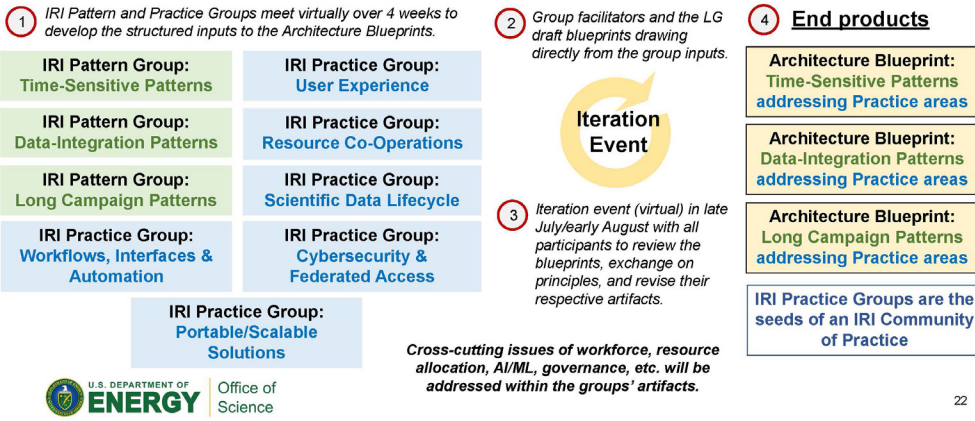 1 IRI Pattern and Practice Groups meet virtually over 4 weeks to
develop the structured inputs to the Architecture Blueprints.
IRI Pattern Group:
Time-Sensitive Patterns
IRI Practice Group:
User Experience
IRI Pattern Group:
Data-Integration Patterns
IRI Practice Group:
Resource Co-Operations
IRI Pattern Group:
Long Campaign Patterns
IRI Practice Group:
Scientific Data Lifecycle
IRI Practice Group:
Workflows, Interfaces &
Automation
IRI Practice Group:
Cybersecurity &
Federated Access
IRI Practice Group:
Portable/Scalable
Solutions
2 Group facilitators and the LG
draft blueprints drawing
directly from the group inputs.
Iteration
Event
3 Iteration event (virtual) in late
July/early August with all
participants to review the
blueprints, exchange on
principles, and revise their
respective artifacts.
Cross-cutting issues of workforce, resource
allocation, AI/ML, governance, etc. will be
addressed within the groups' artifacts.
4 End products
Architecture Blueprint:
Time-Sensitive Patterns
addressing Practice areas
Architecture Blueprint:
Data-Integration Patterns
addressing Practice areas
Architecture Blueprint:
Long Campaign Patterns
addressing Practice areas
IRI Practice Groups are the
seeds of an IRI Community
of Practice
U.S. DEPARTMENT OF
ENERGY
Office of
Science
22